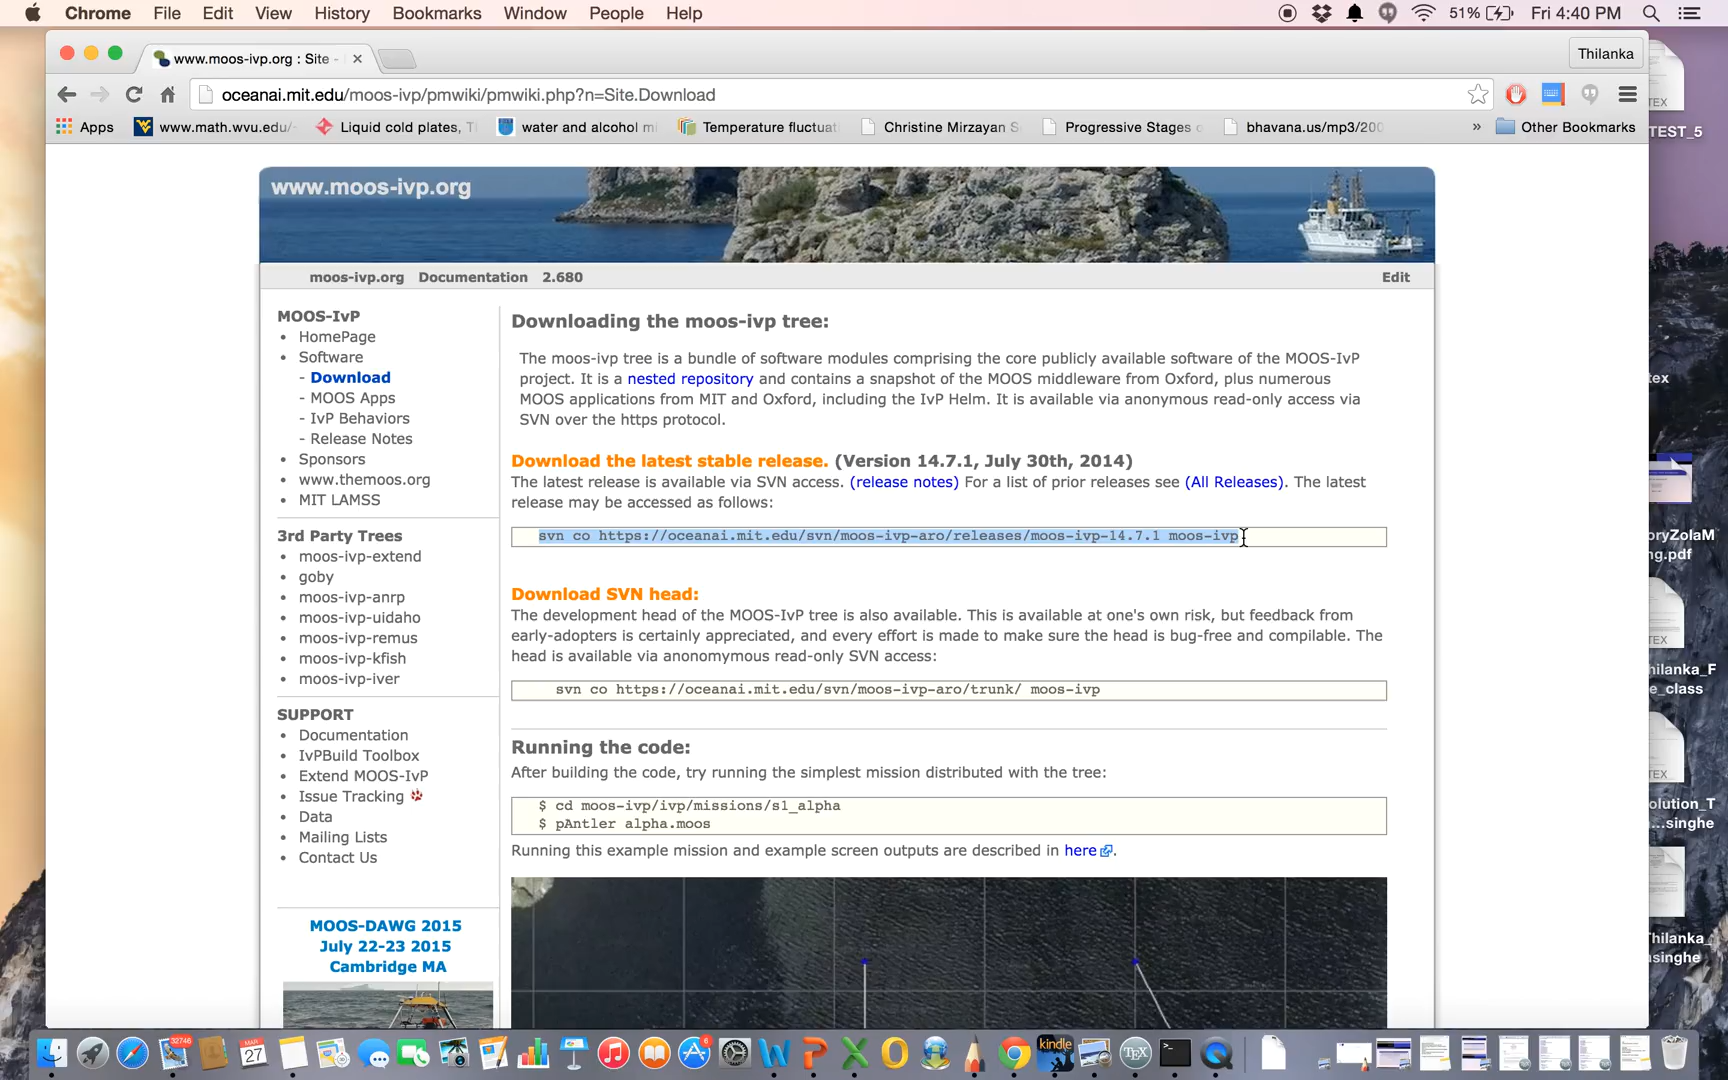 Chrome File Edit View History Bookmarks Window People Help 51% Fri 4:40 PM
www.moos-ivp.org : Site - Thilanka
oceanai.mit.edu/moos-ivp/pmwiki/pmwiki.php?n=Site.Download
Apps www.math.wvu.edu/ Liquid cold plates, T water and alcohol m Temperature fluctuat Christine Mirzayan S Progressive Stages bhavana.us/mp3/200 » Other Bookmarks
TEST_5
www.moos-ivp.org
moos-ivp.org Documentation 2.680 Edit
MOOS-IvP
• HomePage
• Software
- Download
- MOOS Apps
- IvP Behaviors
- Release Notes
• Sponsors
• www.themoos.org
• MIT LAMSS
3rd Party Trees
• moos-ivp-extend
• goby
• moos-ivp-anrp
• moos-ivp-uidaho
• moos-ivp-remus
• moos-ivp-kfish
• moos-ivp-iver
SUPPORT
• Documentation
• IvPBuild Toolbox
• Extend MOOS-IvP
• Issue Tracking
• Data
• Mailing Lists
• Contact Us
MOOS-DAWG 2015
July 22-23 2015
Cambridge MA
Downloading the moos-ivp tree:
The moos-ivp tree is a bundle of software modules comprising the core publicly available software of the MOOS-IvP
project. It is a nested repository and contains a snapshot of the MOOS middleware from Oxford, plus numerous
MOOS applications from MIT and Oxford, including the IvP Helm. It is available via anonymous read-only access via
SVN over the https protocol.
Download the latest stable release. (Version 14.7.1, July 30th, 2014)
The latest release is available via SVN access. (release notes) For a list of prior releases see (All Releases). The latest
release may be accessed as follows:
svn co https://oceanai.mit.edu/svn/moos-ivp-aro/releases/moos-ivp-14.7.1 moos-ivp
Download SVN head:
The development head of the MOOS-IvP tree is also available. This is available at one's own risk, but feedback from
early-adopters is certainly appreciated, and every effort is made to make sure the head is bug-free and compilable. The
head is available via anonomymous read-only SVN access:
svn co https://oceanai.mit.edu/svn/moos-ivp-aro/trunk/ moos-ivp
Running the code:
After building the code, try running the simplest mission distributed with the tree:
$ cd moos-ivp/ivp/missions/s1_alpha
$ pAntler alpha.moos
Running this example mission and example screen outputs are described in here.
tex
oryZolaM
ng.pdf
hilanka_F
e_class
olution_T
...singhe
hilanka_
singhe
32746
MAR
27
6
kindle
TEX